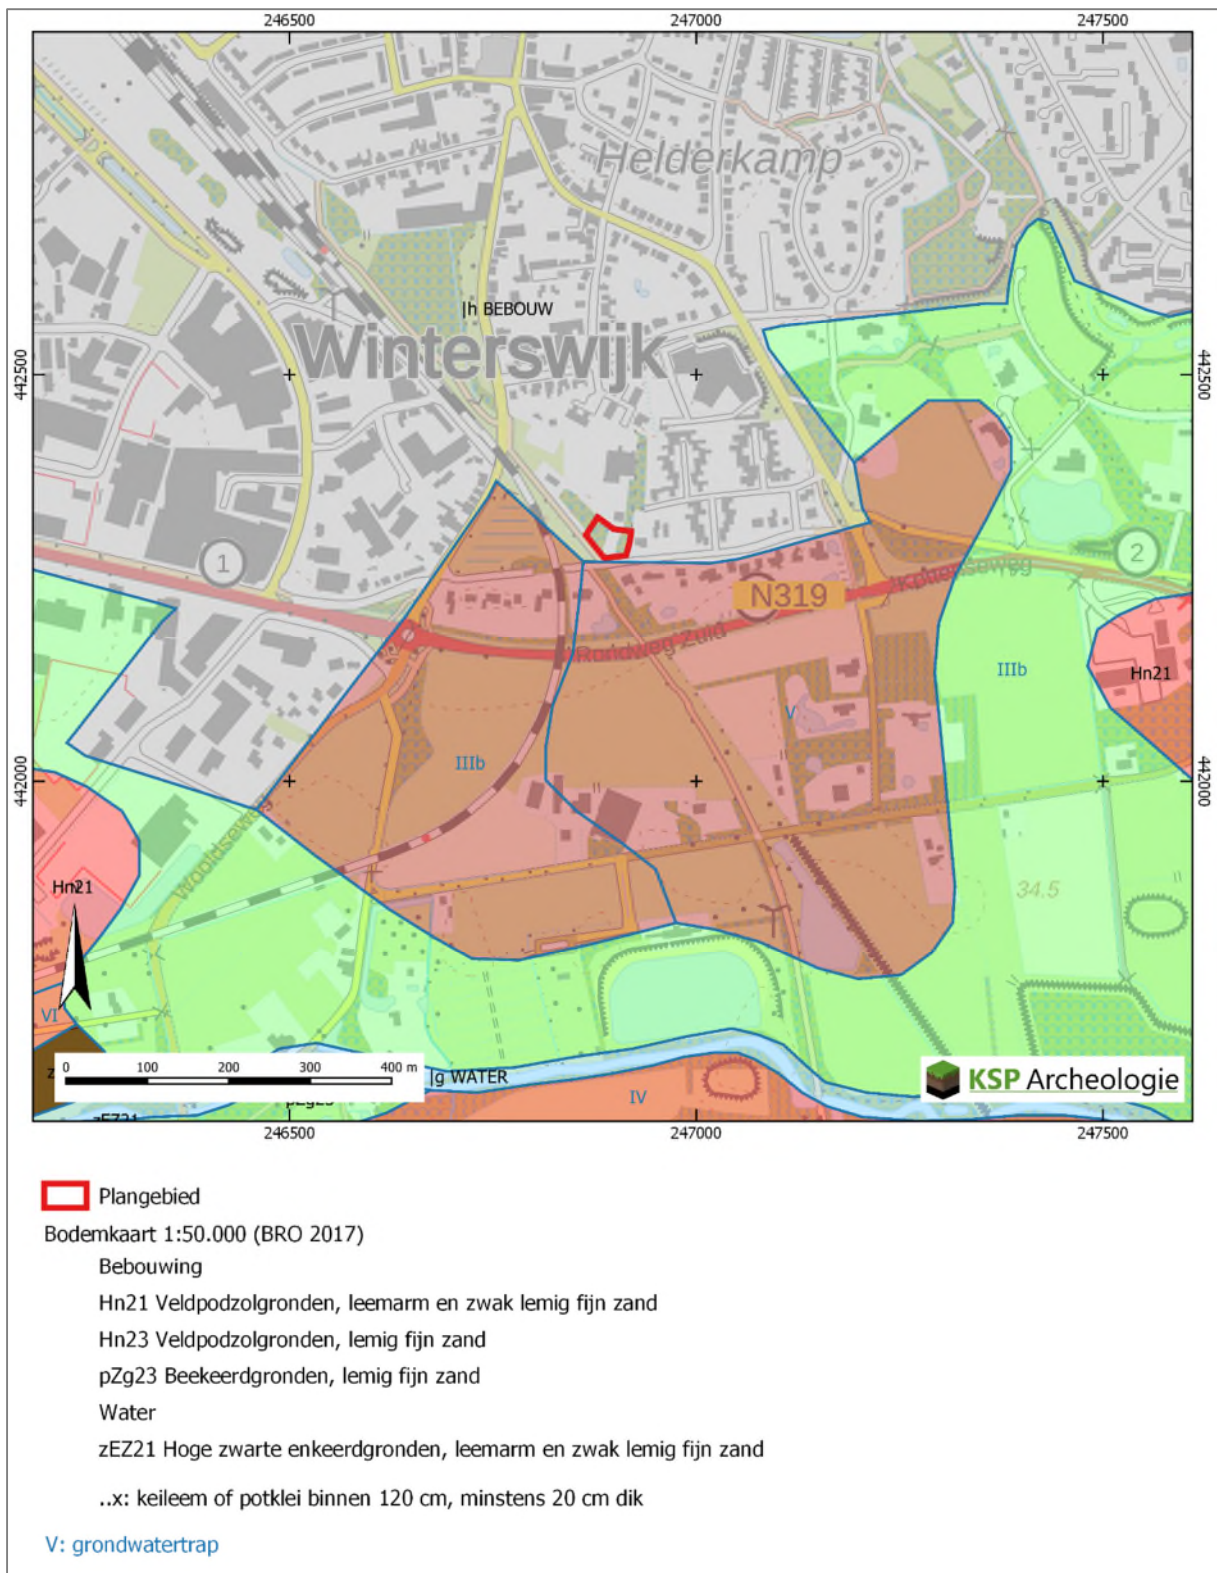 246500 247000 247500
Helderkamp
|h BEBOUW
Winterswijk
442500 442500
1
2
N319
Kottenseweg
Rondweg Zuid
IIIb
Hn21
V
IIIb
442000 442000
Wooldseweg
Hn21
34.5
VI
0 100 200 300 400 m
|g WATER
KSP Archeologie
IV
pZg23
zEZ21
246500 247000 247500
Plangebied
Bodemkaart 1:50.000 (BRO 2017)
Bebouwing
Hn21 Veldpodzolgronden, leemarm en zwak lemig fijn zand
Hn23 Veldpodzolgronden, lemig fijn zand
pZg23 Beekeerdgronden, lemig fijn zand
Water
zEZ21 Hoge zwarte enkeerdgronden, leemarm en zwak lemig fijn zand
..x: keileem of potklei binnen 120 cm, minstens 20 cm dik
V: grondwatertrap